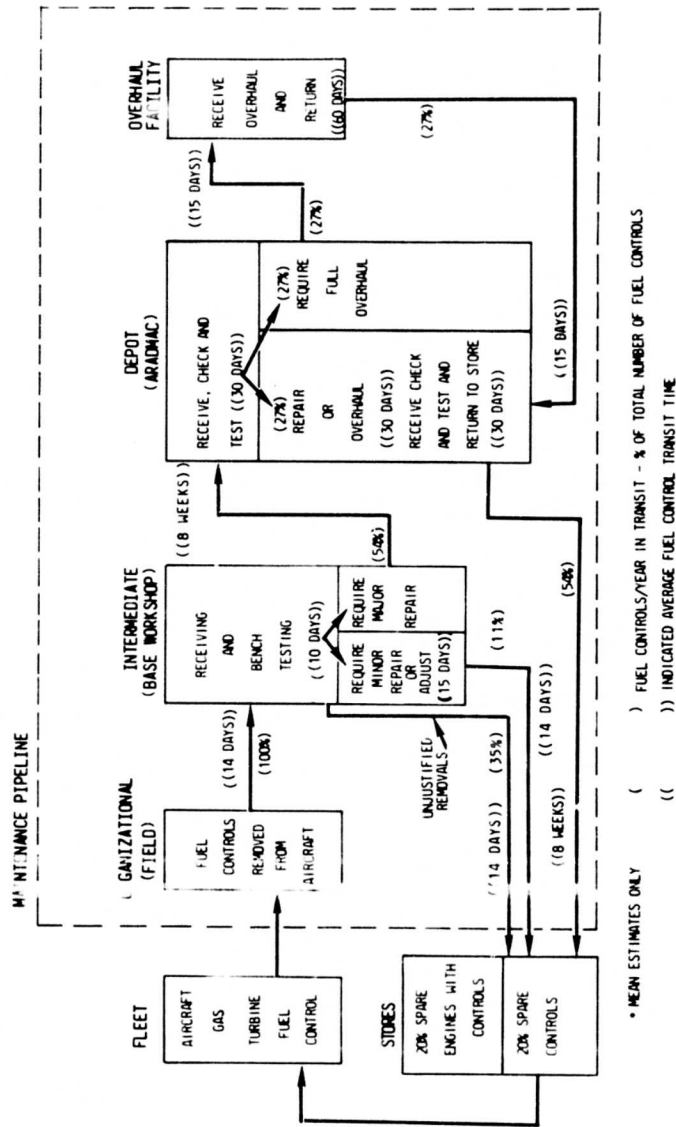 MAINTENANCE PIPELINE
FLEET
AIRCRAFT
GAS
TURBINE
FUEL
CONTROL
STORES
20% SPARE
ENGINES WITH
CONTROLS
20% SPARE
CONTROLS
(FIELD)
FUEL
CONTROLS
REMOVED
FROM
AIRCRAFT
((14 DAYS))
(100%)
INTERMEDIATE
(BASE WORKSHOP)
RECEIVING
AND
BENCH
TESTING
((10 DAYS))
REQUIRE
MINOR
REPAIR
OR
ADJUST
(15 DAYS))
REQUIRE
MAJOR
REPAIR
UNJUSTIFIED
REMOVALS
(35%)
((14 DAYS))
(11%)
((14 DAYS))
((8 WEEKS))
(54%)
((8 WEEKS))
(54%)
DEPOT
(ARADMAC)
RECEIVE, CHECK AND
TEST ((30 DAYS))
(27%)
REPAIR
OR
OVERHAUL
((30 DAYS))
RECEIVE CHECK
AND TEST AND
RETURN TO STORE
((30 DAYS))
(27%)
REQUIRE
FULL
OVERHAUL
((15 DAYS))
(27%)
OVERHAUL
FACILITY
RECEIVE
OVERHAUL
AND
RETURN
((60 DAYS))
(27%)
((15 DAYS))
* MEAN ESTIMATES ONLY
( ) FUEL CONTROLS/YEAR IN TRANSIT - % OF TOTAL NUMBER OF FUEL CONTROLS
(( )) INDICATED AVERAGE FUEL CONTROL TRANSIT TIME